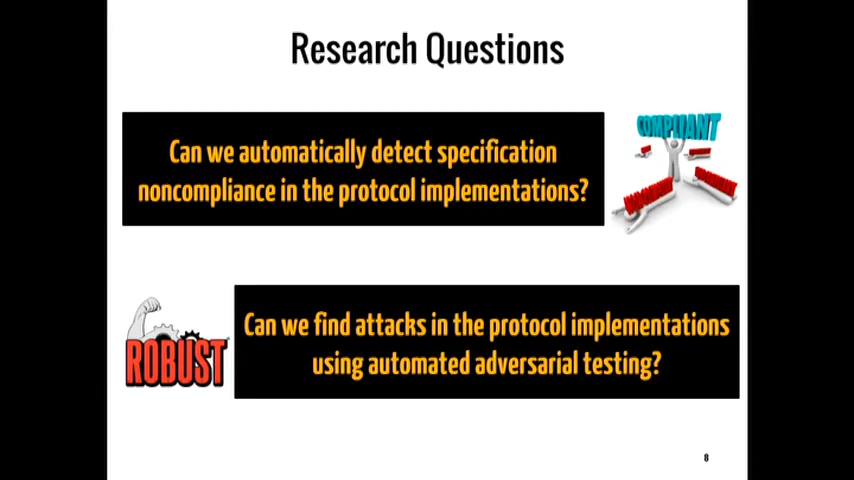 Research Questions
Can we automatically detect specification
noncompliance in the protocol implementations?
COMPLIANT
ROBUST
Can we find attacks in the protocol implementations
using automated adversarial testing?
8